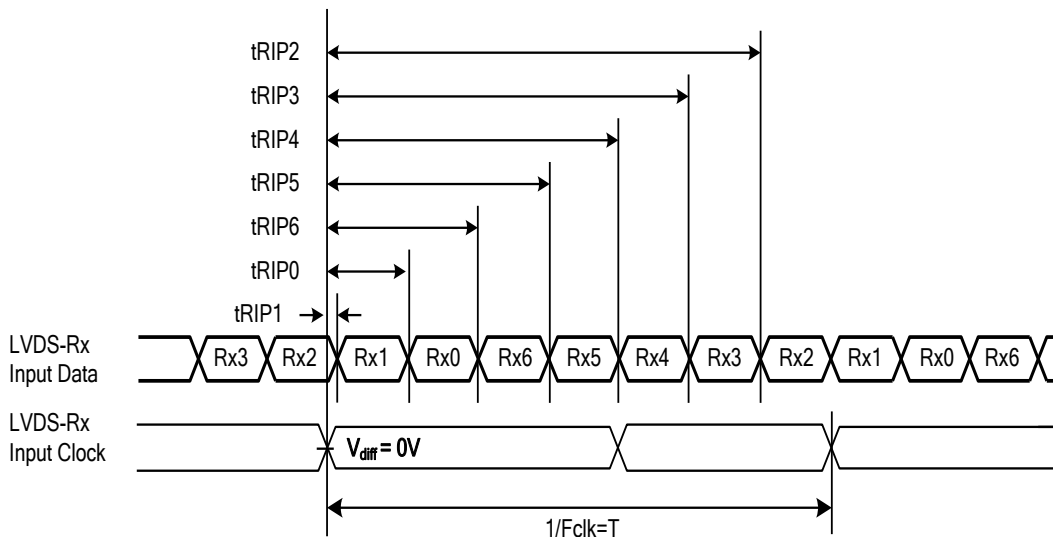 tRIP2
tRIP3
tRIP4
tRIP5
tRIP6
tRIP0
tRIP1
LVDS-Rx
Input Data
Rx3 Rx2 Rx1 Rx0 Rx6 Rx5 Rx4 Rx3 Rx2 Rx1 Rx0 Rx6
LVDS-Rx
Input Clock
Vdiff = 0V
1/Fclk=T